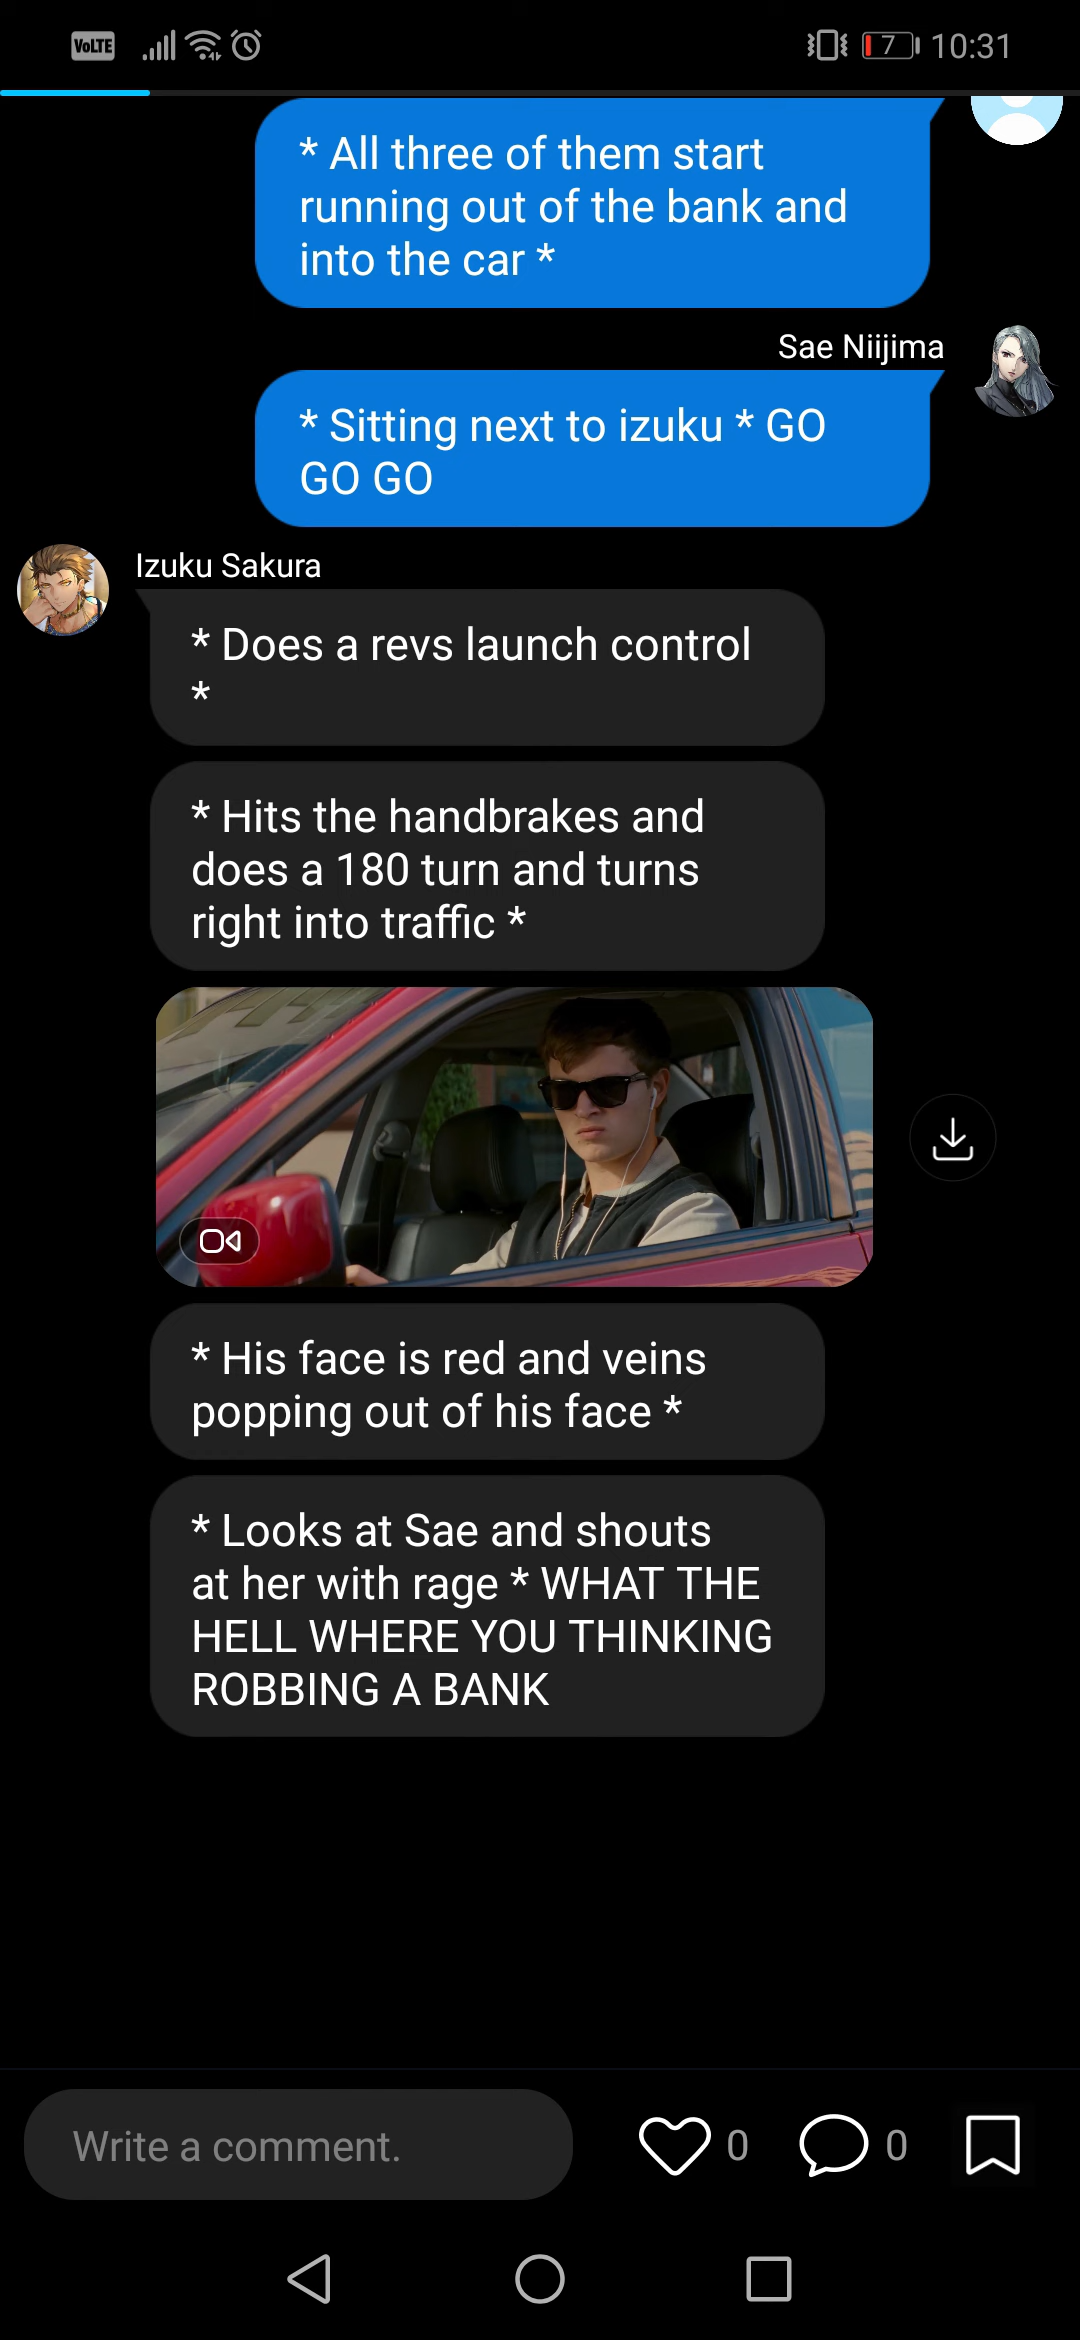 VoLTE 7 10:31
* All three of them start
running out of the bank and
into the car *
Sae Niijima
* Sitting next to izuku * GO
GO GO
Izuku Sakura
* Does a revs launch control
*
* Hits the handbrakes and
does a 180 turn and turns
right into traffic *
* His face is red and veins
popping out of his face *
* Looks at Sae and shouts
at her with rage * WHAT THE
HELL WHERE YOU THINKING
ROBBING A BANK
Write a comment. 0 0